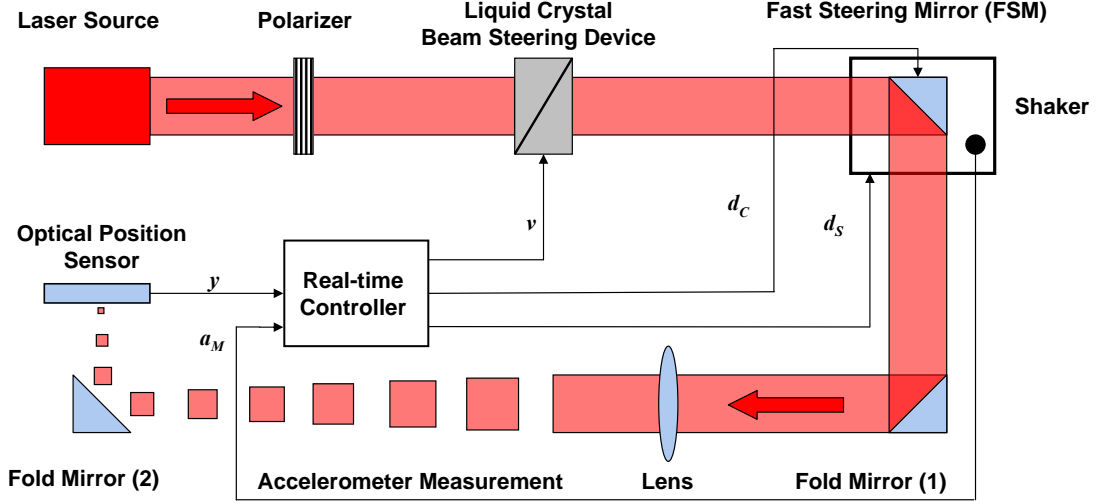 Laser Source
Polarizer
Liquid Crystal
Beam Steering Device
Fast Steering Mirror (FSM)
Shaker
v
d_C
d_S
Optical Position
Sensor
y
Real-time
Controller
a_M
Fold Mirror (2)
Accelerometer Measurement
Lens
Fold Mirror (1)